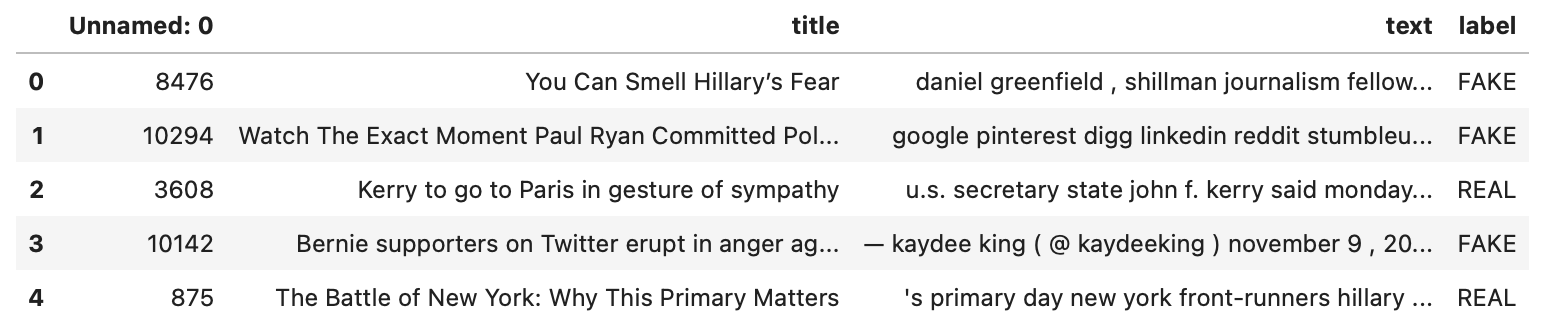 Unnamed: 0 title text label
0 8476 You Can Smell Hillary’s Fear daniel greenfield , shillman journalism fellow... FAKE
1 10294 Watch The Exact Moment Paul Ryan Committed Pol... google pinterest digg linkedin reddit stumbleu... FAKE
2 3608 Kerry to go to Paris in gesture of sympathy u.s. secretary state john f. kerry said monday... REAL
3 10142 Bernie supporters on Twitter erupt in anger ag... — kaydee king ( @ kaydeeking ) november 9 , 20... FAKE
4 875 The Battle of New York: Why This Primary Matters 's primary day new york front-runners hillary ... REAL